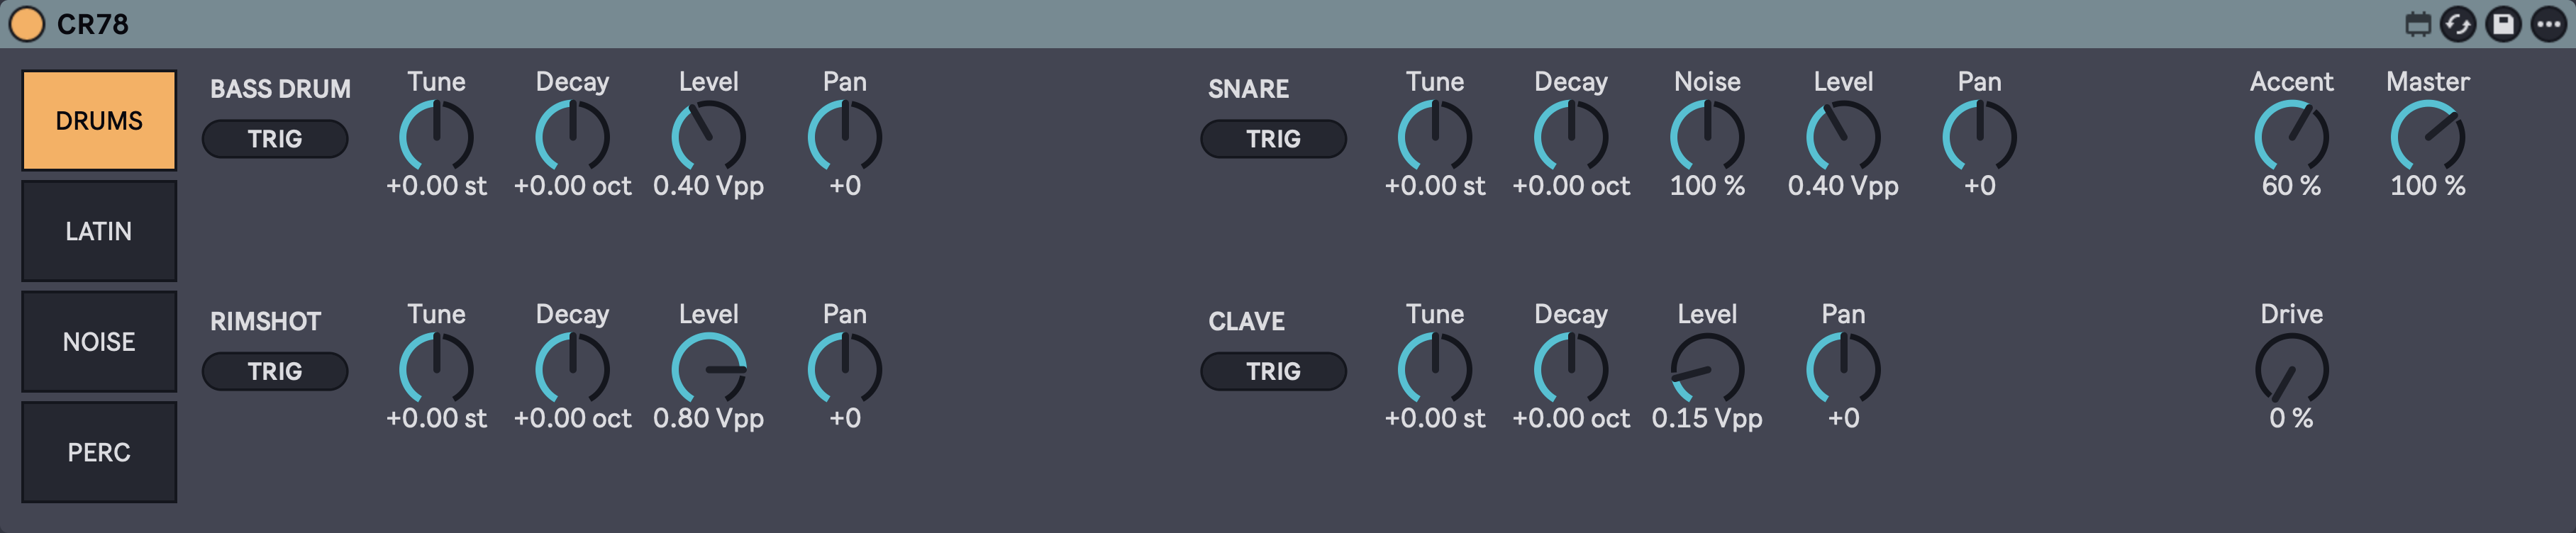 CR78
DRUMS
LATIN
NOISE
PERC
BASS DRUM
TRIG
Tune Decay Level Pan
+0.00 st +0.00 oct 0.40 Vpp +0
SNARE
TRIG
Tune Decay Noise Level Pan
+0.00 st +0.00 oct 100 % 0.40 Vpp +0
Accent Master
60 % 100 %
RIMSHOT
TRIG
Tune Decay Level Pan
+0.00 st +0.00 oct 0.80 Vpp +0
CLAVE
TRIG
Tune Decay Level Pan
+0.00 st +0.00 oct 0.15 Vpp +0
Drive
0 %